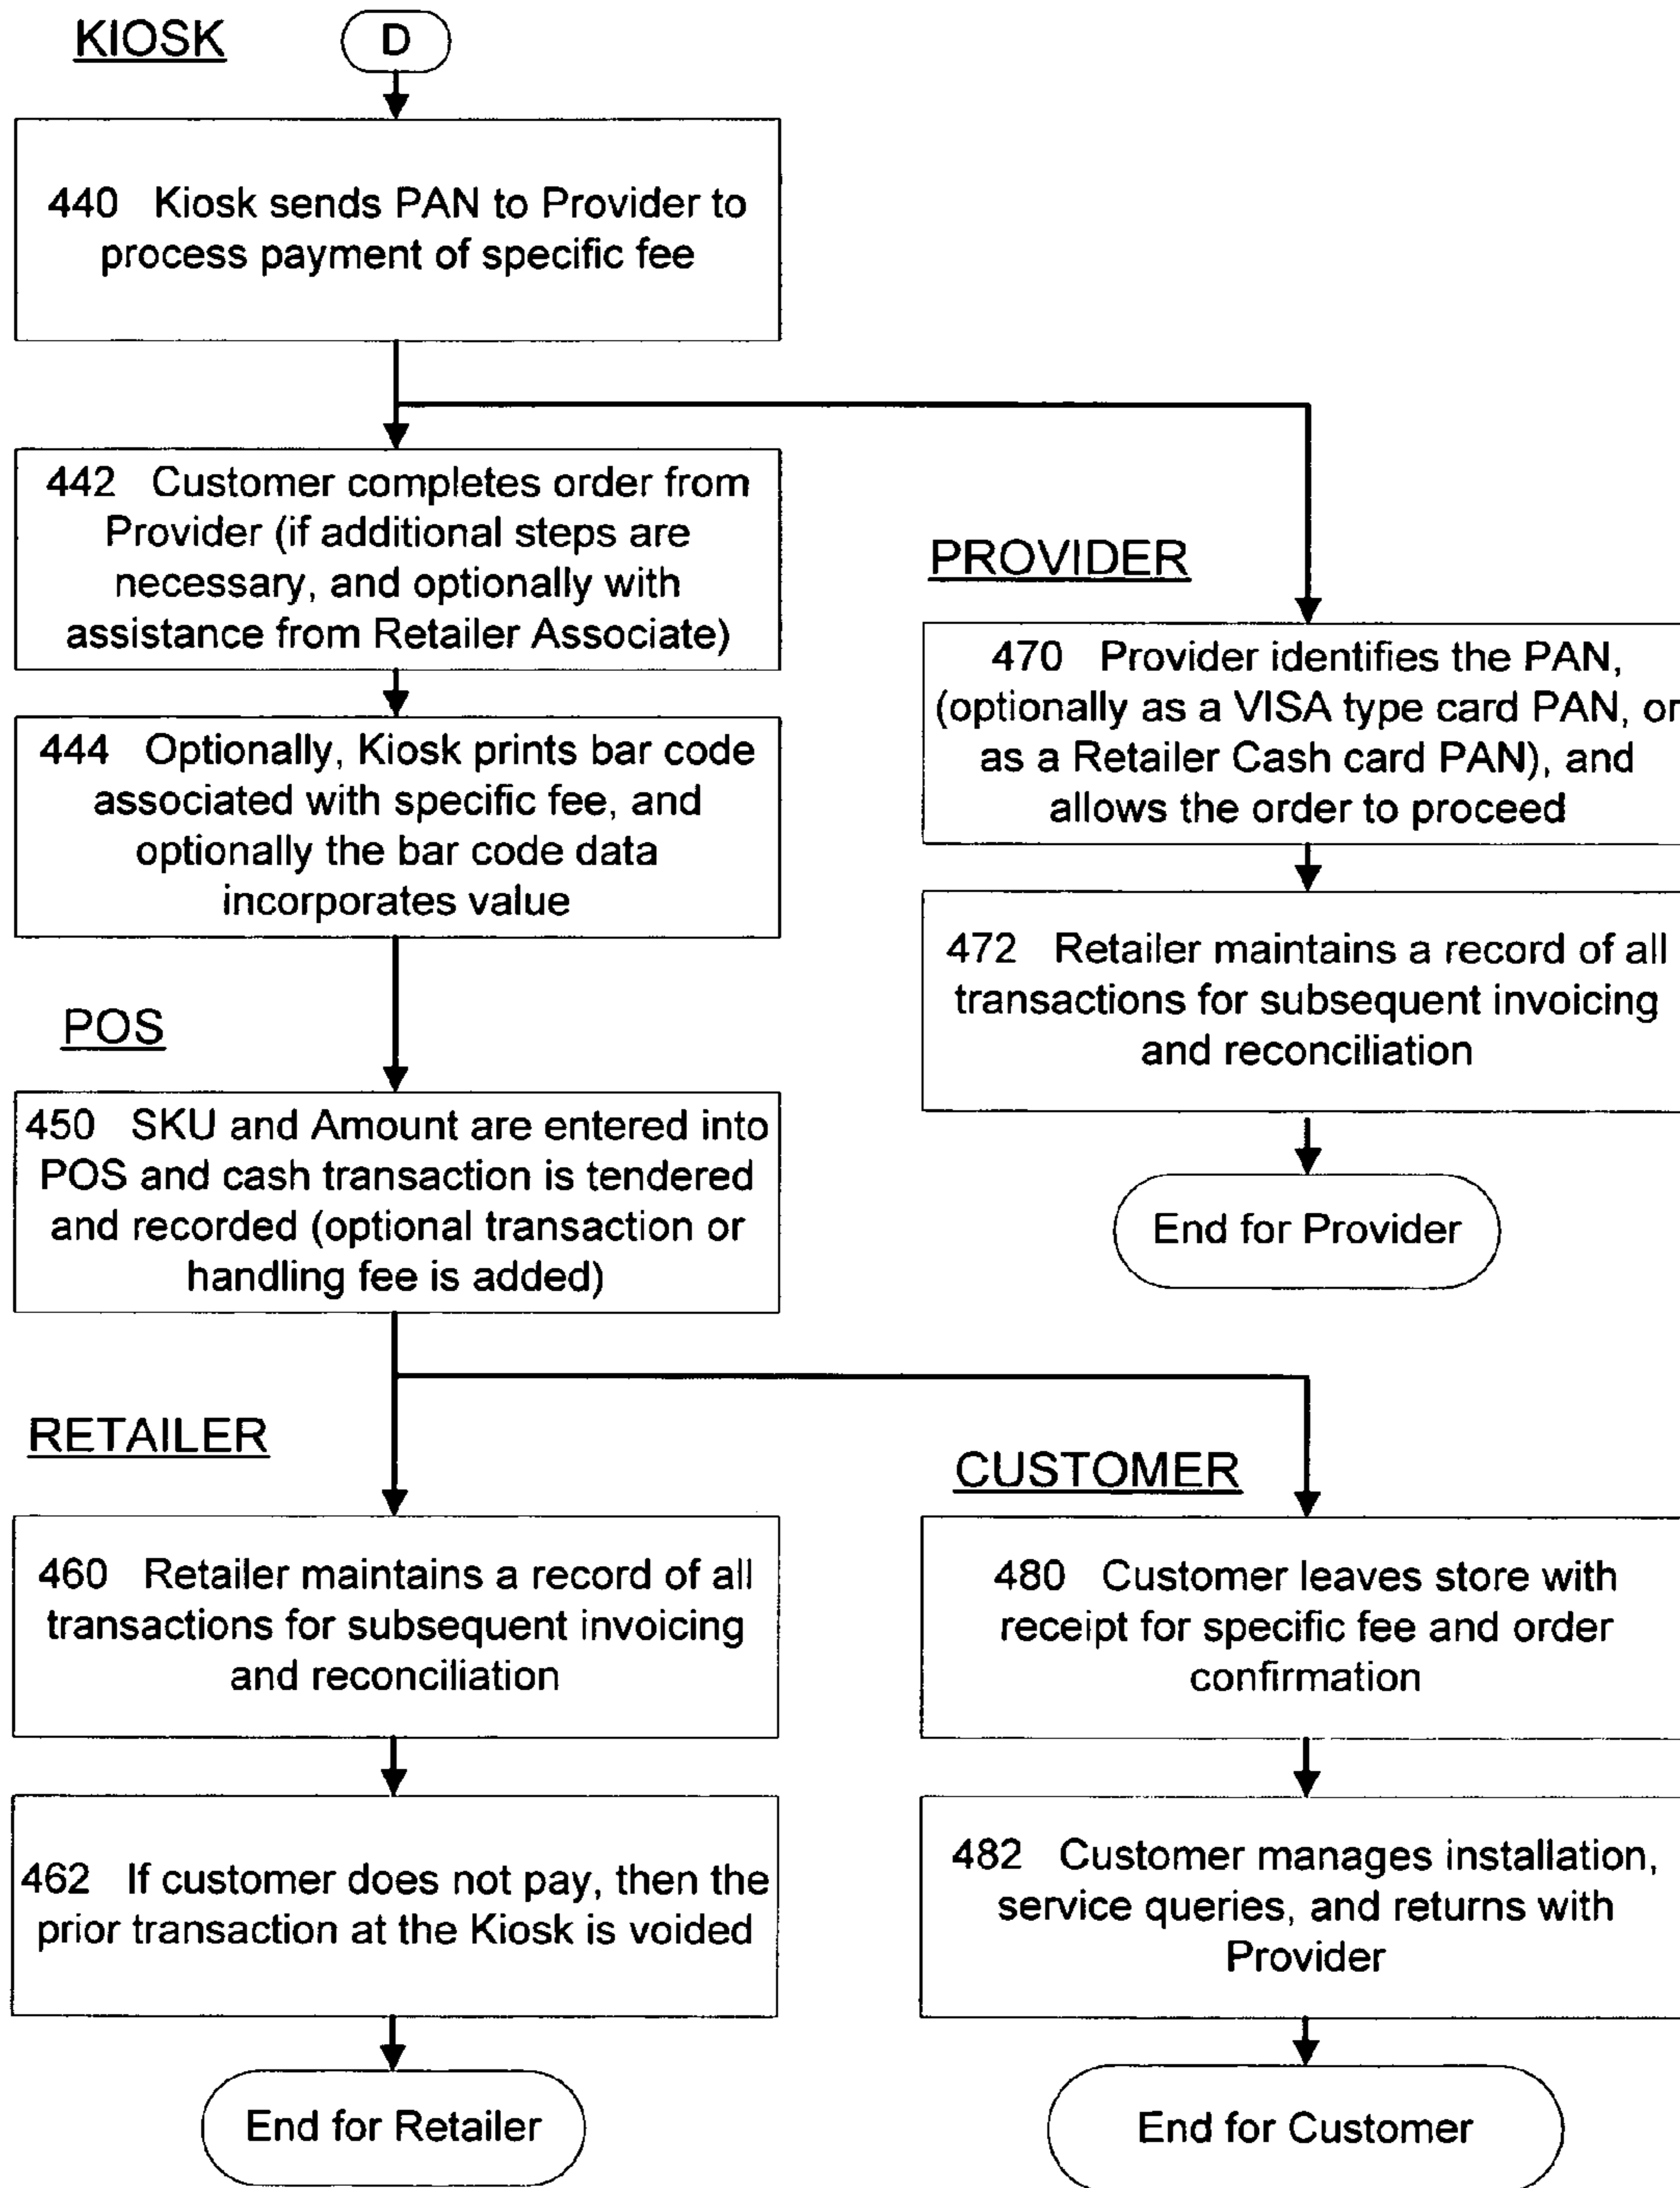 KIOSK
D
440 Kiosk sends PAN to Provider to
process payment of specific fee
442 Customer completes order from
Provider (if additional steps are
necessary, and optionally with
assistance from Retailer Associate)
444 Optionally, Kiosk prints bar code
associated with specific fee, and
optionally the bar code data
incorporates value
PROVIDER
470 Provider identifies the PAN,
(optionally as a VISA type card PAN, or
as a Retailer Cash card PAN), and
allows the order to proceed
472 Retailer maintains a record of all
transactions for subsequent invoicing
and reconciliation
End for Provider
POS
450 SKU and Amount are entered into
POS and cash transaction is tendered
and recorded (optional transaction or
handling fee is added)
RETAILER
460 Retailer maintains a record of all
transactions for subsequent invoicing
and reconciliation
462 If customer does not pay, then the
prior transaction at the Kiosk is voided
End for Retailer
CUSTOMER
480 Customer leaves store with
receipt for specific fee and order
confirmation
482 Customer manages installation,
service queries, and returns with
Provider
End for Customer